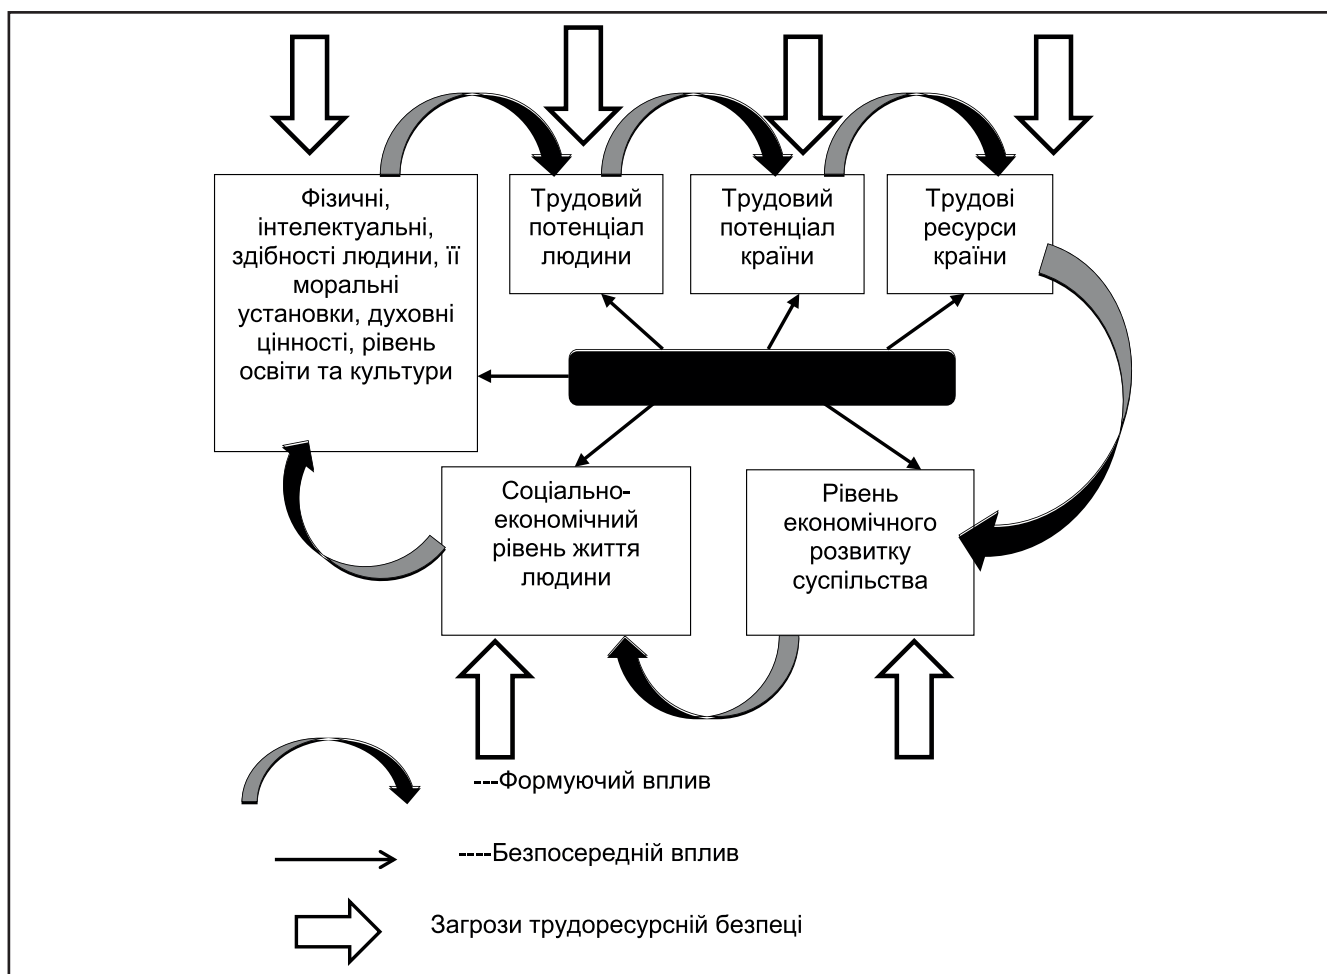 Фізичні,
інтелектуальні,
здібності людини, її
моральні
установки, духовні
цінності, рівень
освіти та культури
Трудовий
потенціал
людини
Трудовий
потенціал
країни
Трудові
ресурси
країни
Соціально-
економічний
рівень життя
людини
Рівень
економічного
розвитку
суспільства
---Формуючий вплив
----Безпосередній вплив
Загрози трудоресурсній безпеці